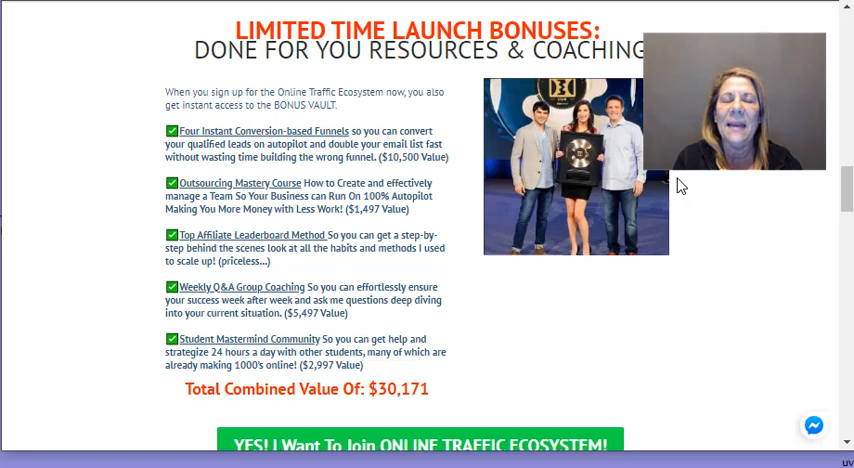 LIMITED TIME LAUNCH BONUSES:
DONE FOR YOU RESOURCES & COACHING
When you sign up for the Online Traffic Ecosystem now, you also
get instant access to the BONUS VAULT.
✅Four Instant Conversion-based Funnels so you can convert
your qualified leads on autopilot and double your email list fast
without wasting time building the wrong funnel. ($10,500 Value)
✅Outsourcing Mastery Course How to Create and effectively
manage a Team So Your Business can Run On 100% Autopilot
Making You More Money with Less Work! ($1,497 Value)
✅Top Affiliate Leaderboard Method So you can get a step-by-
step behind the scenes look at all the habits and methods I used
to scale up! (priceless...)
✅Weekly Q&A Group Coaching So you can effortlessly ensure
your success week after week and ask me questions deep diving
into your current situation. ($5,497 Value)
✅Student Mastermind Community So you can get help and
strategize 24 hours a day with other students, many of which are
already making 1000's online! ($2,997 Value)
Total Combined Value Of: $30,171
YES! I Want To Join ONLINE TRAFFIC ECOSYSTEM!
UV